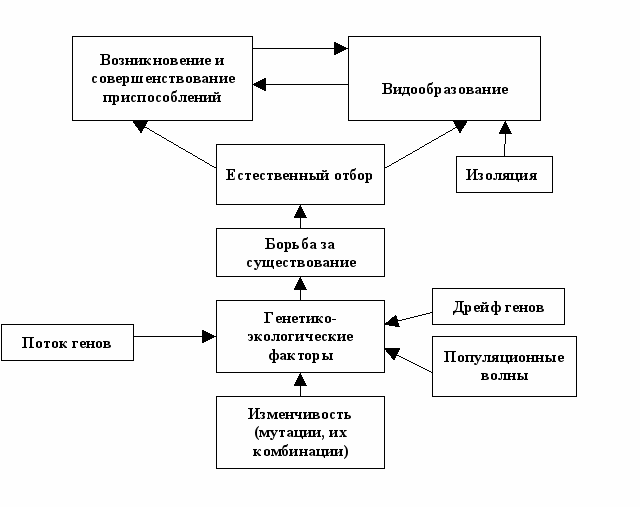 Возникновение и
совершенствование
приспособлений
Видообразование
Естественный отбор
Изоляция
Борьба за
существование
Генетико-
экологические
факторы
Дрейф генов
Поток генов
Популяционные
волны
Изменчивость
(мутации, их
комбинации)